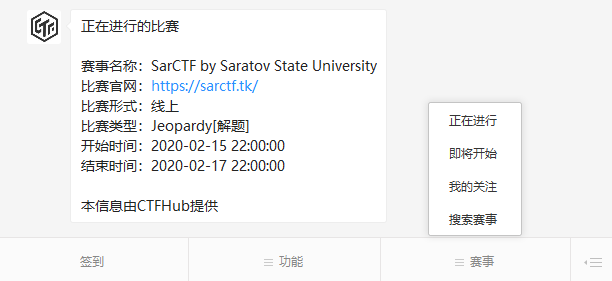 CTF
正在进行的比赛
赛事名称：SarCTF by Saratov State University
比赛官网：https://sarctf.tk/
比赛形式：线上
比赛类型：Jeopardy[解题]
开始时间：2020-02-15 22:00:00
结束时间：2020-02-17 22:00:00
本信息由CTFHub提供
正在进行
即将开始
我的关注
搜索赛事
签到
功能
赛事